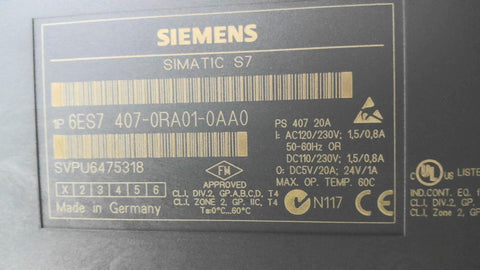 SIEMENS
SIMATIC S7
1P 6ES7 407-0RA01-0AA0
SVPU6475318
X 2 3 4 5 6
Made in Germany
FM
APPROVED
CL.I, DIV.2, GP.A,B,C,D, T4
CL.I, ZONE 2, GP. IIC, T4
Ta:0°C...60°C
PS 407 20A
I: AC120/230V; 1,5/0,8A
50-60Hz OR
DC110/230V; 1,5/0,8A
O: DC5V/20A; 24V/1A
MAX. OP. TEMP. 60C
N117
CE
UL LISTE
IND.CONT. EQ. f
CL.I, DIV.2, GP
CL.I, Zone 2,